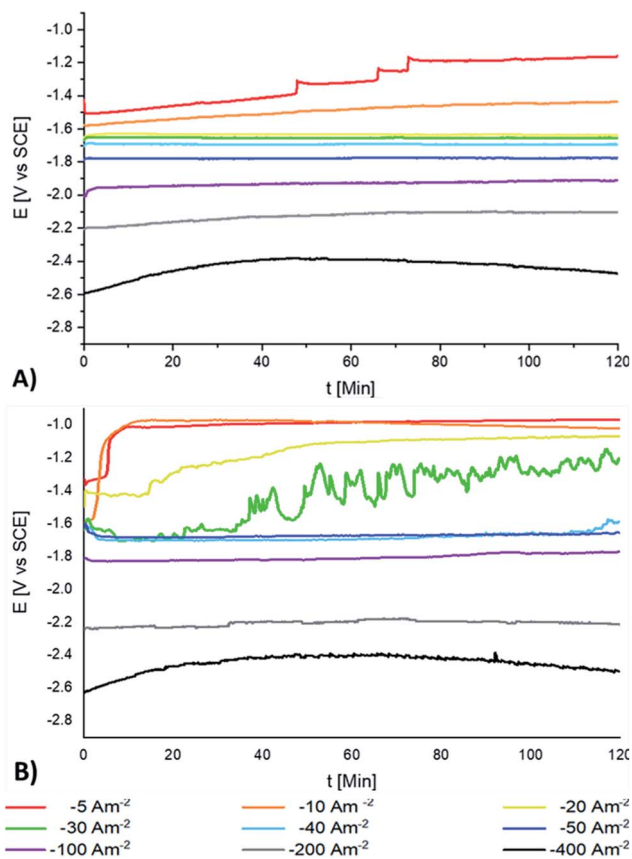 -1.0
-1.2
-1.4
-1.6
-1.8
-2.0
-2.2
-2.4
-2.6
-2.8
E [V vs SCE]
0 20 40 60 80 100 120
t [Min]
A)
-1.0
-1.2
-1.4
-1.6
-1.8
-2.0
-2.2
-2.4
-2.6
-2.8
E [V vs SCE]
0 20 40 60 80 100 120
t [Min]
B)
-5 Am⁻² -10 Am⁻² -20 Am⁻²
-30 Am⁻² -40 Am⁻² -50 Am⁻²
-100 Am⁻² -200 Am⁻² -400 Am⁻²